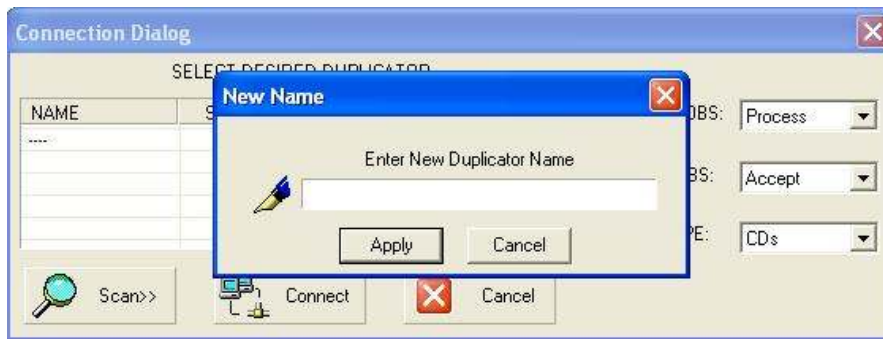 Connection Dialog
SELECT DESIRED DUPLICATOR
New Name
NAME
S
OBS: Process
----
Enter New Duplicator Name
BS: Accept
PE: CDs
Apply Cancel
Scan>> Connect Cancel